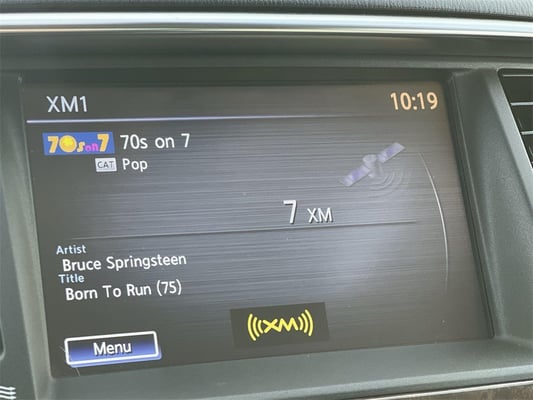 XM1
10:19
70s on 7 70s on 7
CAT Pop
7 XM
Artist
Bruce Springsteen
Title
Born To Run (75)
((XM))
Menu